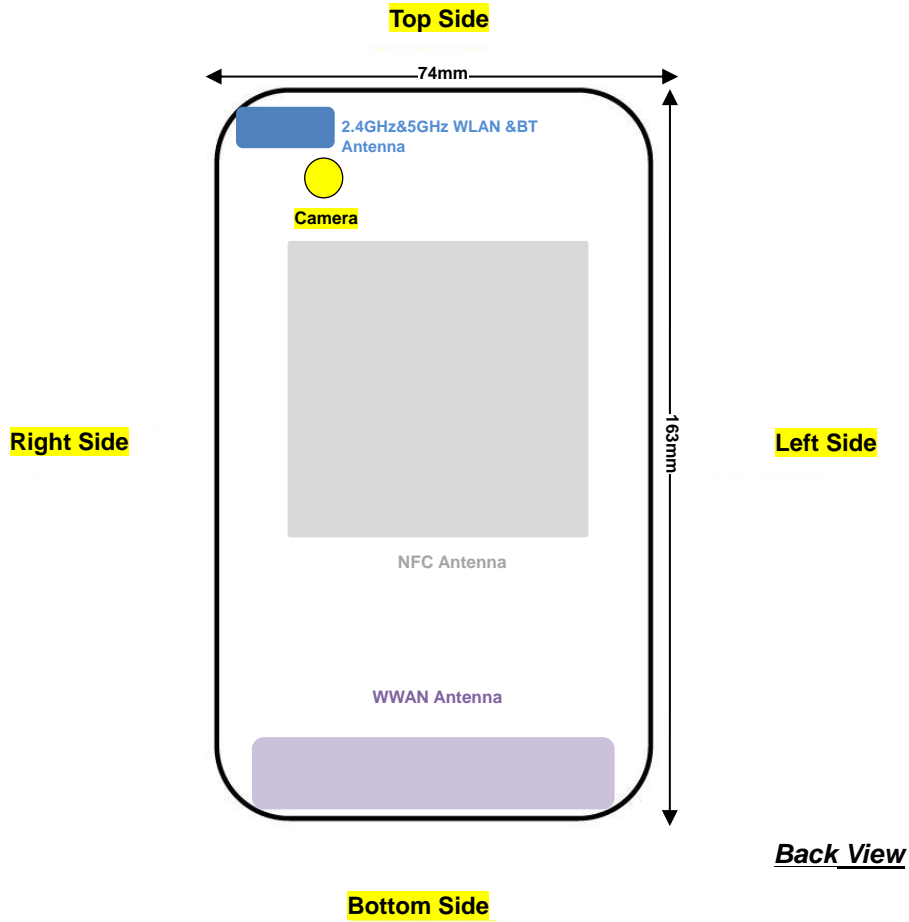 Top Side
74mm
2.4GHz&5GHz WLAN &BT
Antenna
Camera
Right Side
163mm
Left Side
NFC Antenna
WWAN Antenna
Back View
Bottom Side